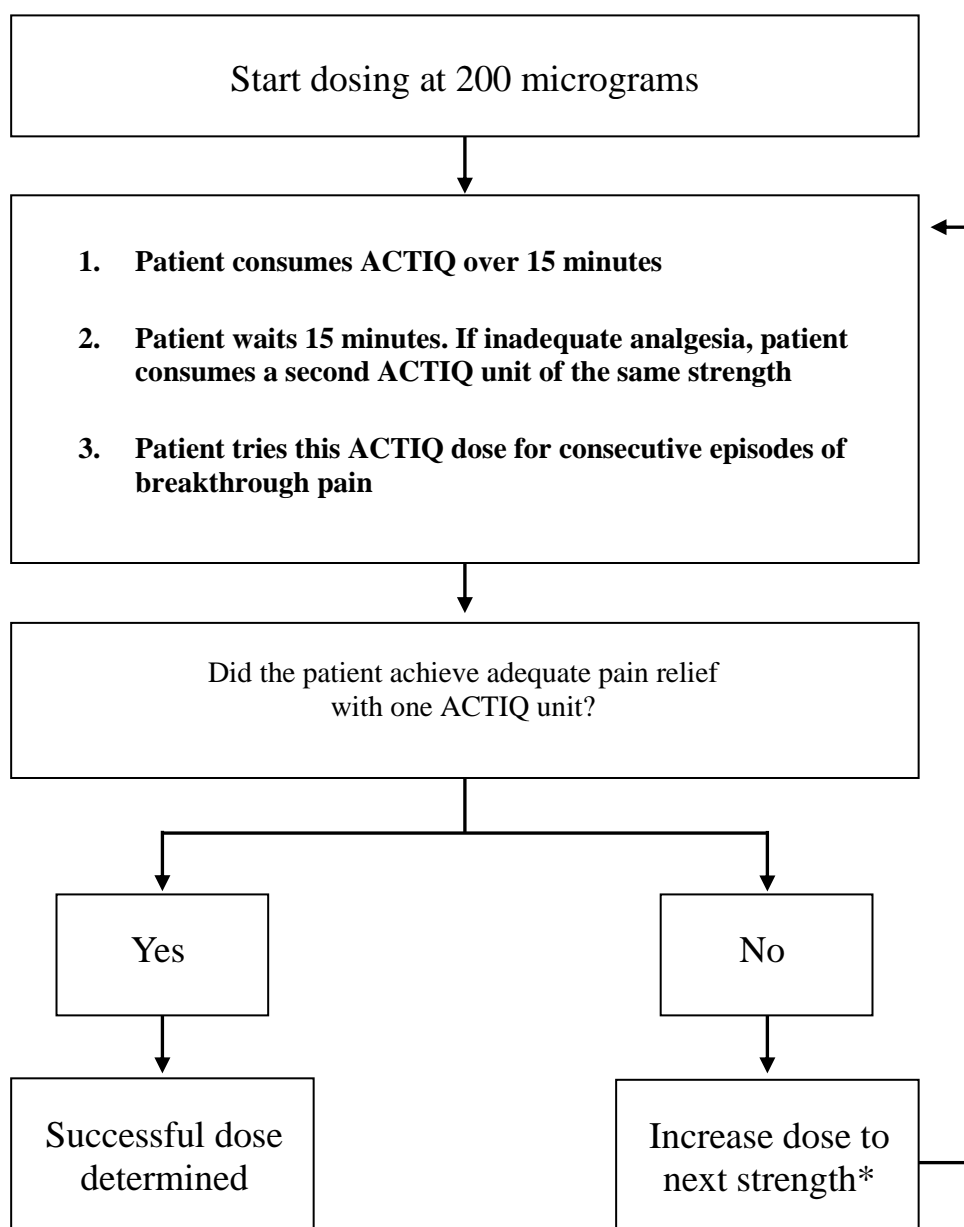 Start dosing at 200 micrograms
1. Patient consumes ACTIQ over 15 minutes
2. Patient waits 15 minutes. If inadequate analgesia, patient
consumes a second ACTIQ unit of the same strength
3. Patient tries this ACTIQ dose for consecutive episodes of
breakthrough pain
Did the patient achieve adequate pain relief
with one ACTIQ unit?
Yes
No
Successful dose
determined
Increase dose to
next strength*